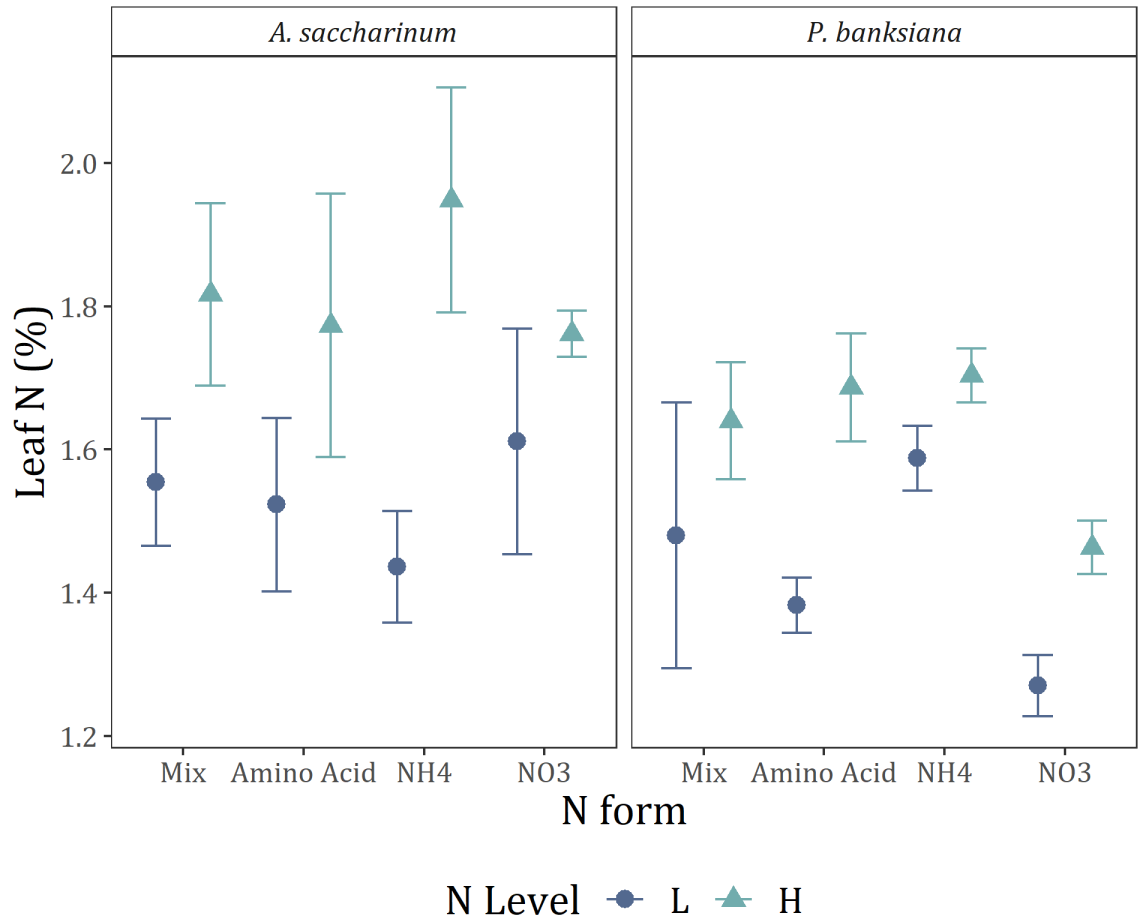 A. saccharinum
P. banksiana
Leaf N (%)
2.0
1.8
1.6
1.4
1.2
Mix Amino Acid NH4 NO3
Mix Amino Acid NH4 NO3
N form
N Level L H